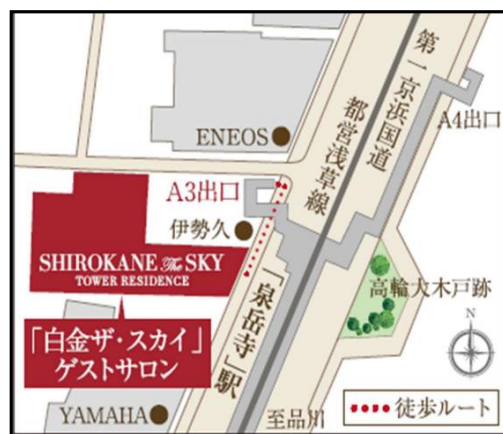 第一京浜国道
都営浅草線
A4出口
ENEOS
A3出口
伊勢久
SHIROKANE The SKY
TOWER RESIDENCE
「白金ザ・スカイ」
ゲストサロン
「泉岳寺」駅
高輪大木戸跡
N
YAMAHA
至品川
徒歩ルート